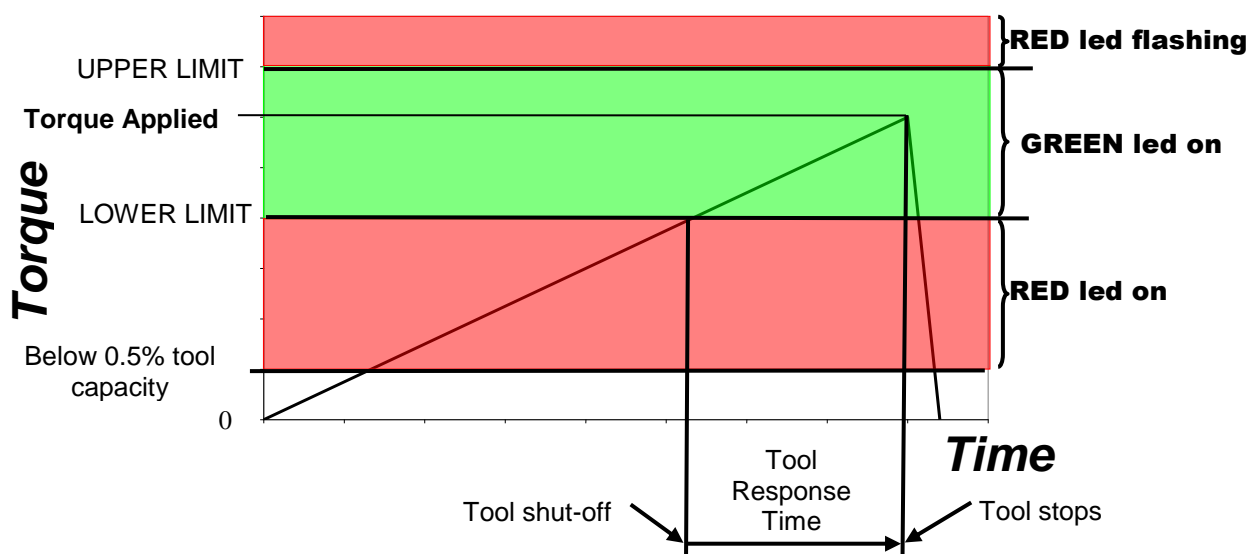 RED led flashing
UPPER LIMIT
Torque Applied
GREEN led on
Torque
LOWER LIMIT
RED led on
Below 0.5% tool
capacity
0
Time
Tool
Response
Time
Tool shut-off
Tool stops